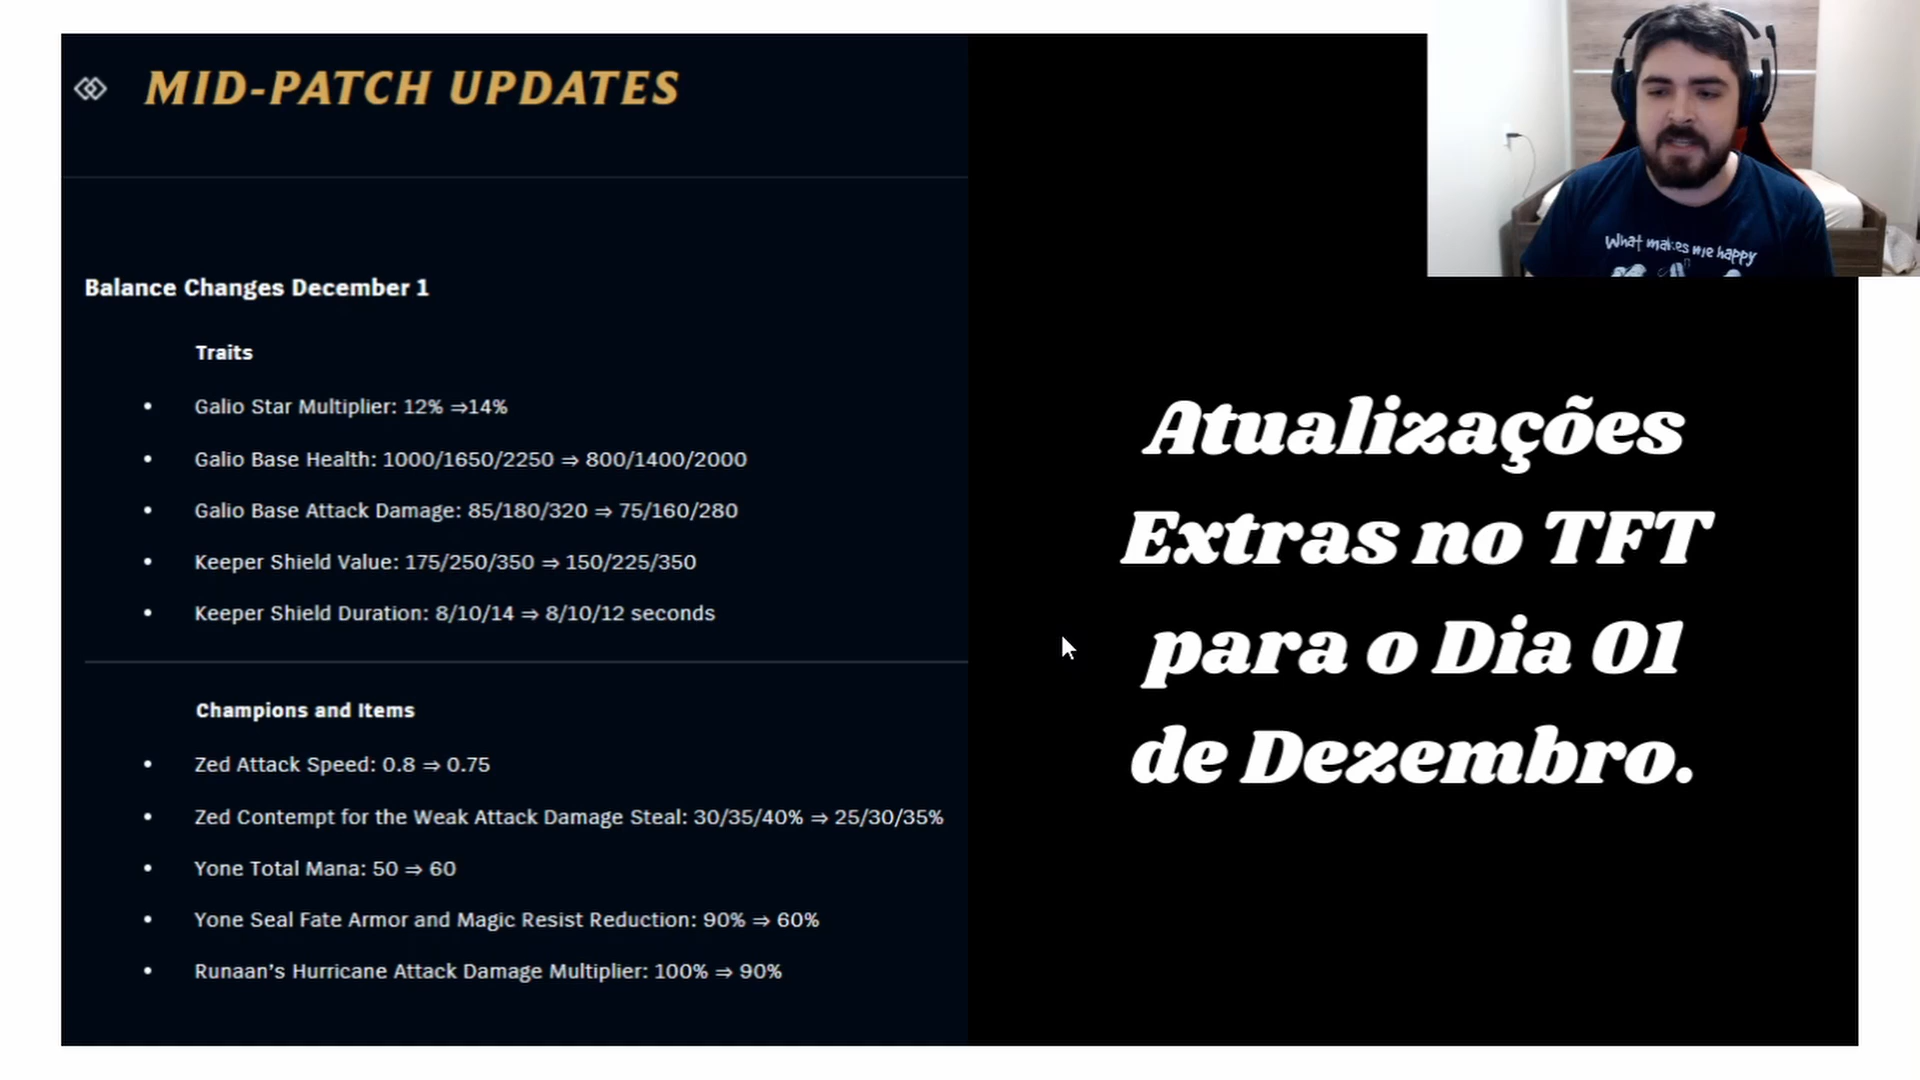 MID-PATCH UPDATES
Balance Changes December 1
Traits
• Galio Star Multiplier: 12% ⇒14%
• Galio Base Health: 1000/1650/2250 ⇒ 800/1400/2000
• Galio Base Attack Damage: 85/180/320 ⇒ 75/160/280
• Keeper Shield Value: 175/250/350 ⇒ 150/225/350
• Keeper Shield Duration: 8/10/14 ⇒ 8/10/12 seconds
Champions and Items
• Zed Attack Speed: 0.8 ⇒ 0.75
• Zed Contempt for the Weak Attack Damage Steal: 30/35/40% ⇒ 25/30/35%
• Yone Total Mana: 50 ⇒ 60
• Yone Seal Fate Armor and Magic Resist Reduction: 90% ⇒ 60%
• Runaan’s Hurricane Attack Damage Multiplier: 100% ⇒ 90%
What makes me happy
Atualizações
Extras no TFT
para o Dia 01
de Dezembro.